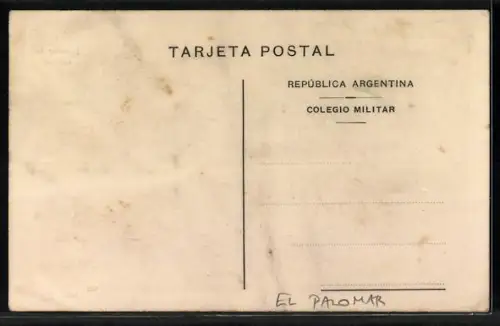 TARJETA POSTAL
REPÚBLICA ARGENTINA
COLEGIO MILITAR
EL PALOMAR